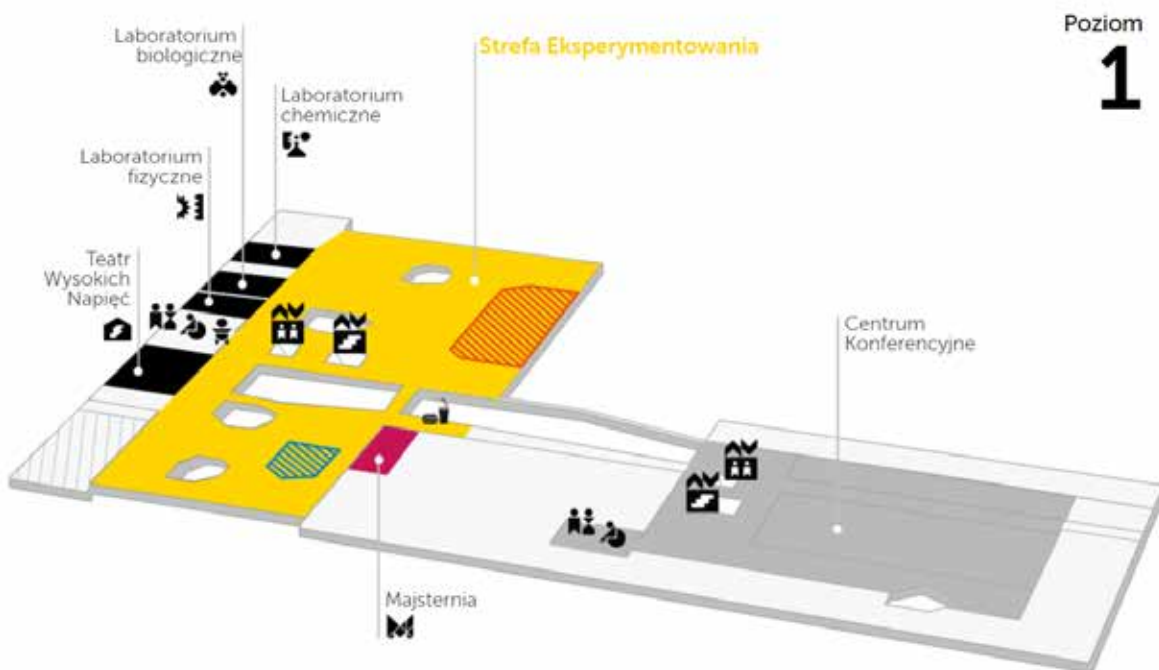 Poziom
1
Laboratorium
biologiczne
Strefa Eksperymentowania
Laboratorium
chemiczne
Laboratorium
fizyczne
Teatr
Wysokich
Napięć
Centrum
Konferencyjne
Majsternia